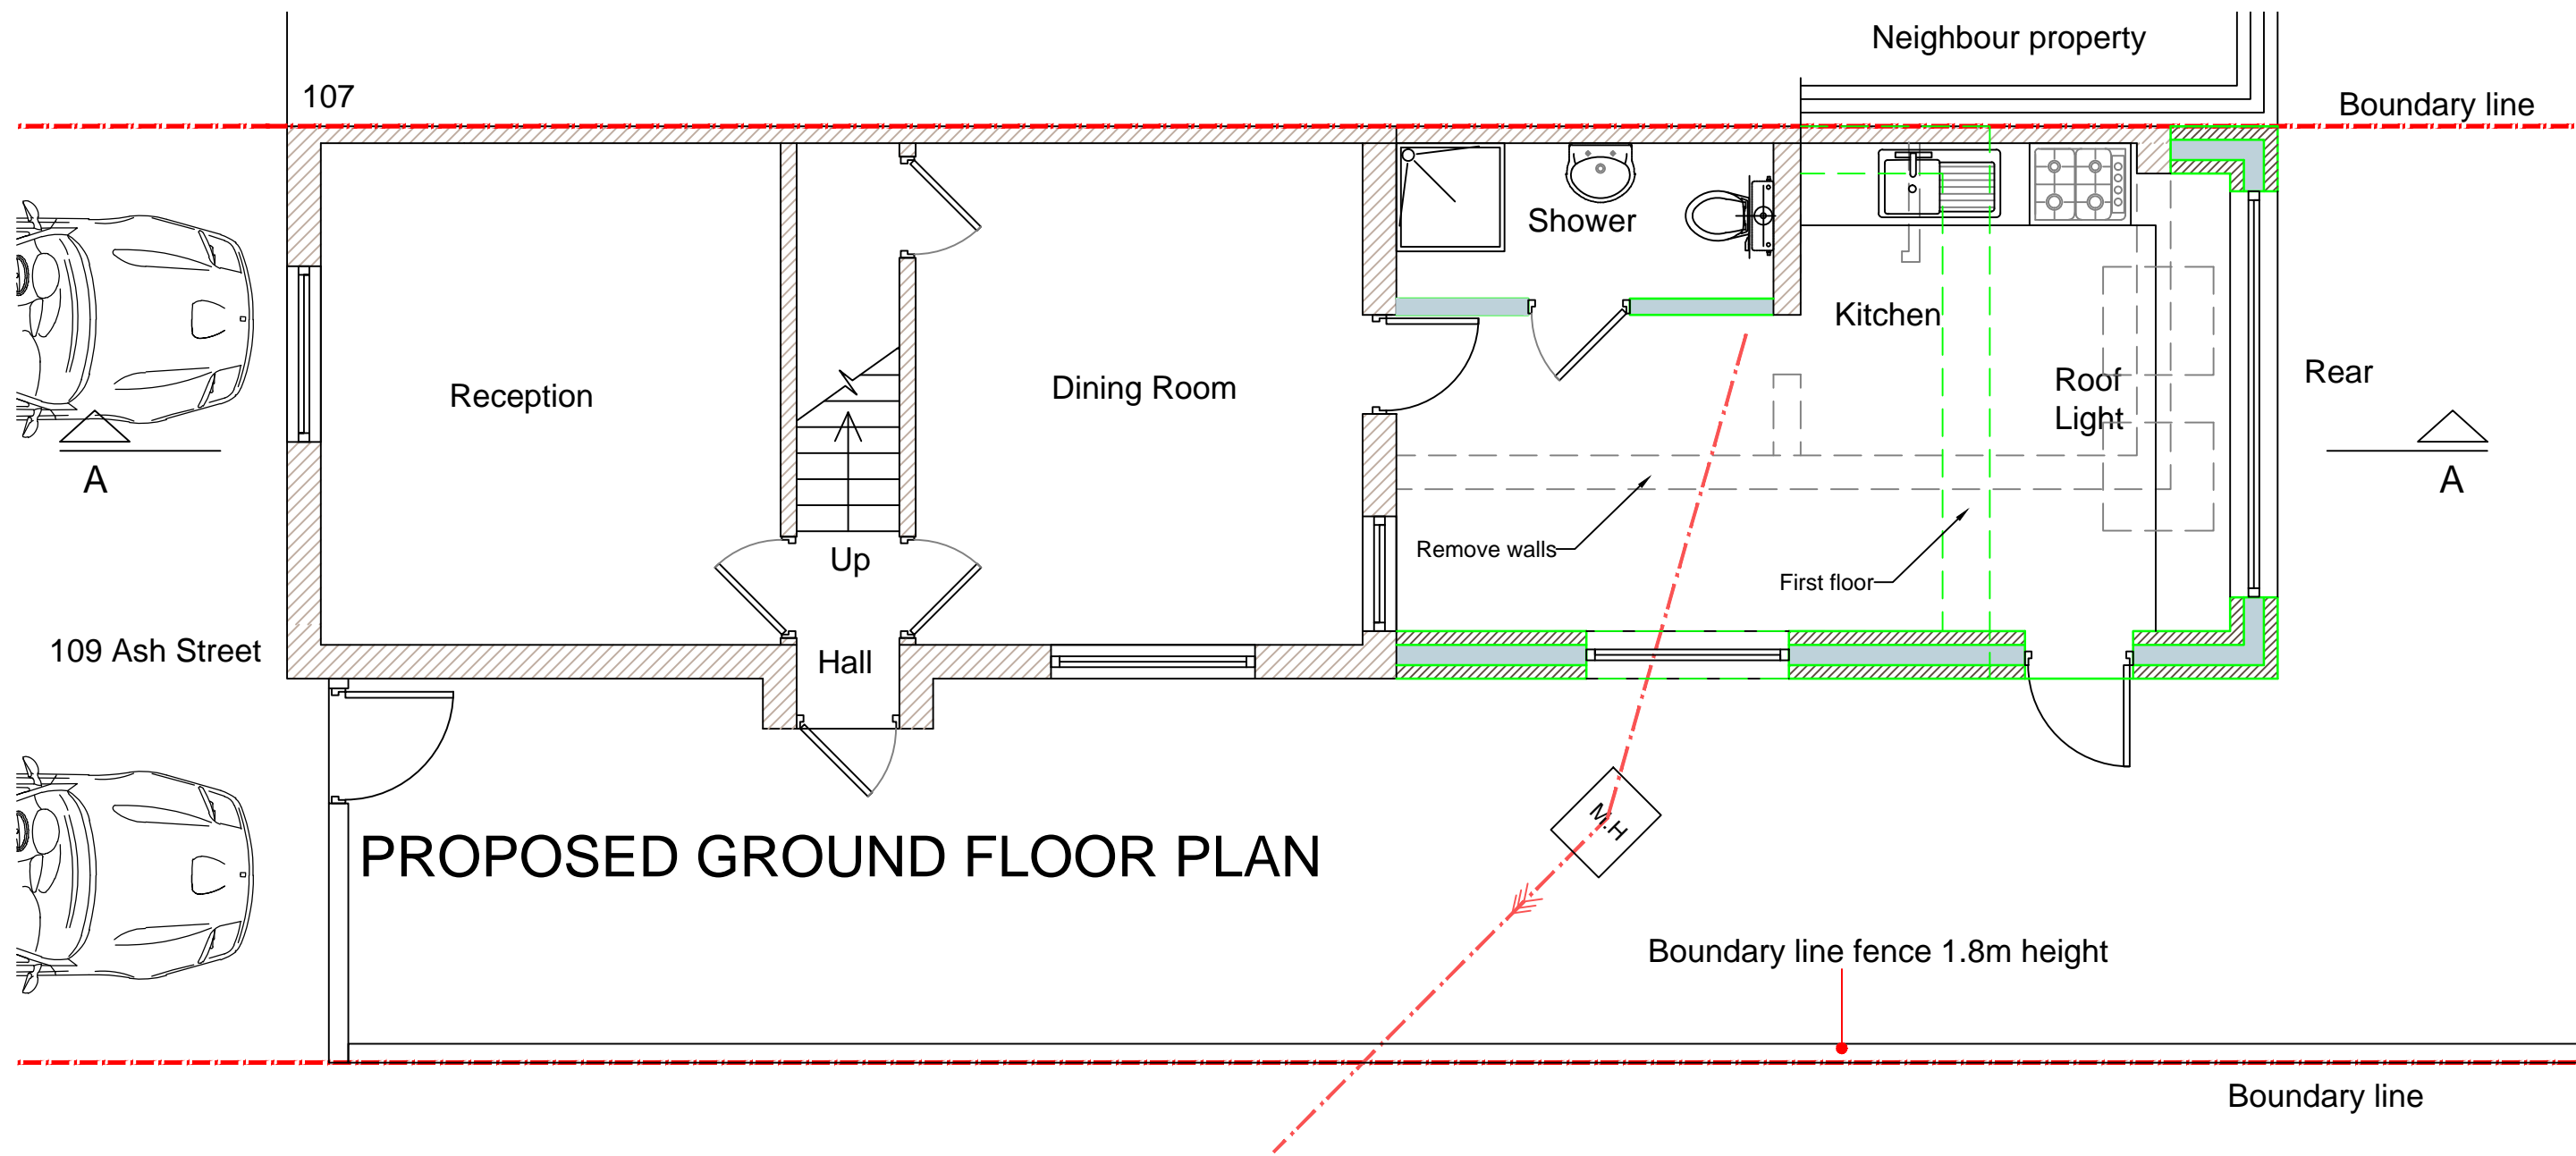 Neighbour property
107
Boundary line
Shower
Kitchen
Reception
Dining Room
Roof
Light
Rear
A
A
Up
Remove walls
First floor
109 Ash Street
Hall
M.H
PROPOSED GROUND FLOOR PLAN
Boundary line fence 1.8m height
Boundary line